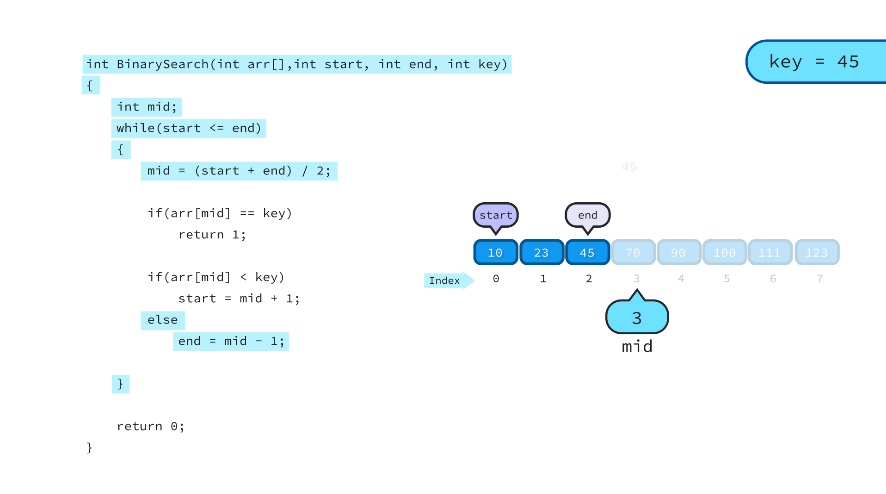 int BinarySearch(int arr[],int start, int end, int key)
{
int mid;
while(start <= end)
{
mid = (start + end) / 2;
if(arr[mid] == key)
return 1;
if(arr[mid] < key)
start = mid + 1;
else
end = mid - 1;
}
return 0;
}
key = 45
45
start end
10 23 45 70 90 100 111 123
Index 0 1 2 3 4 5 6 7
3
mid